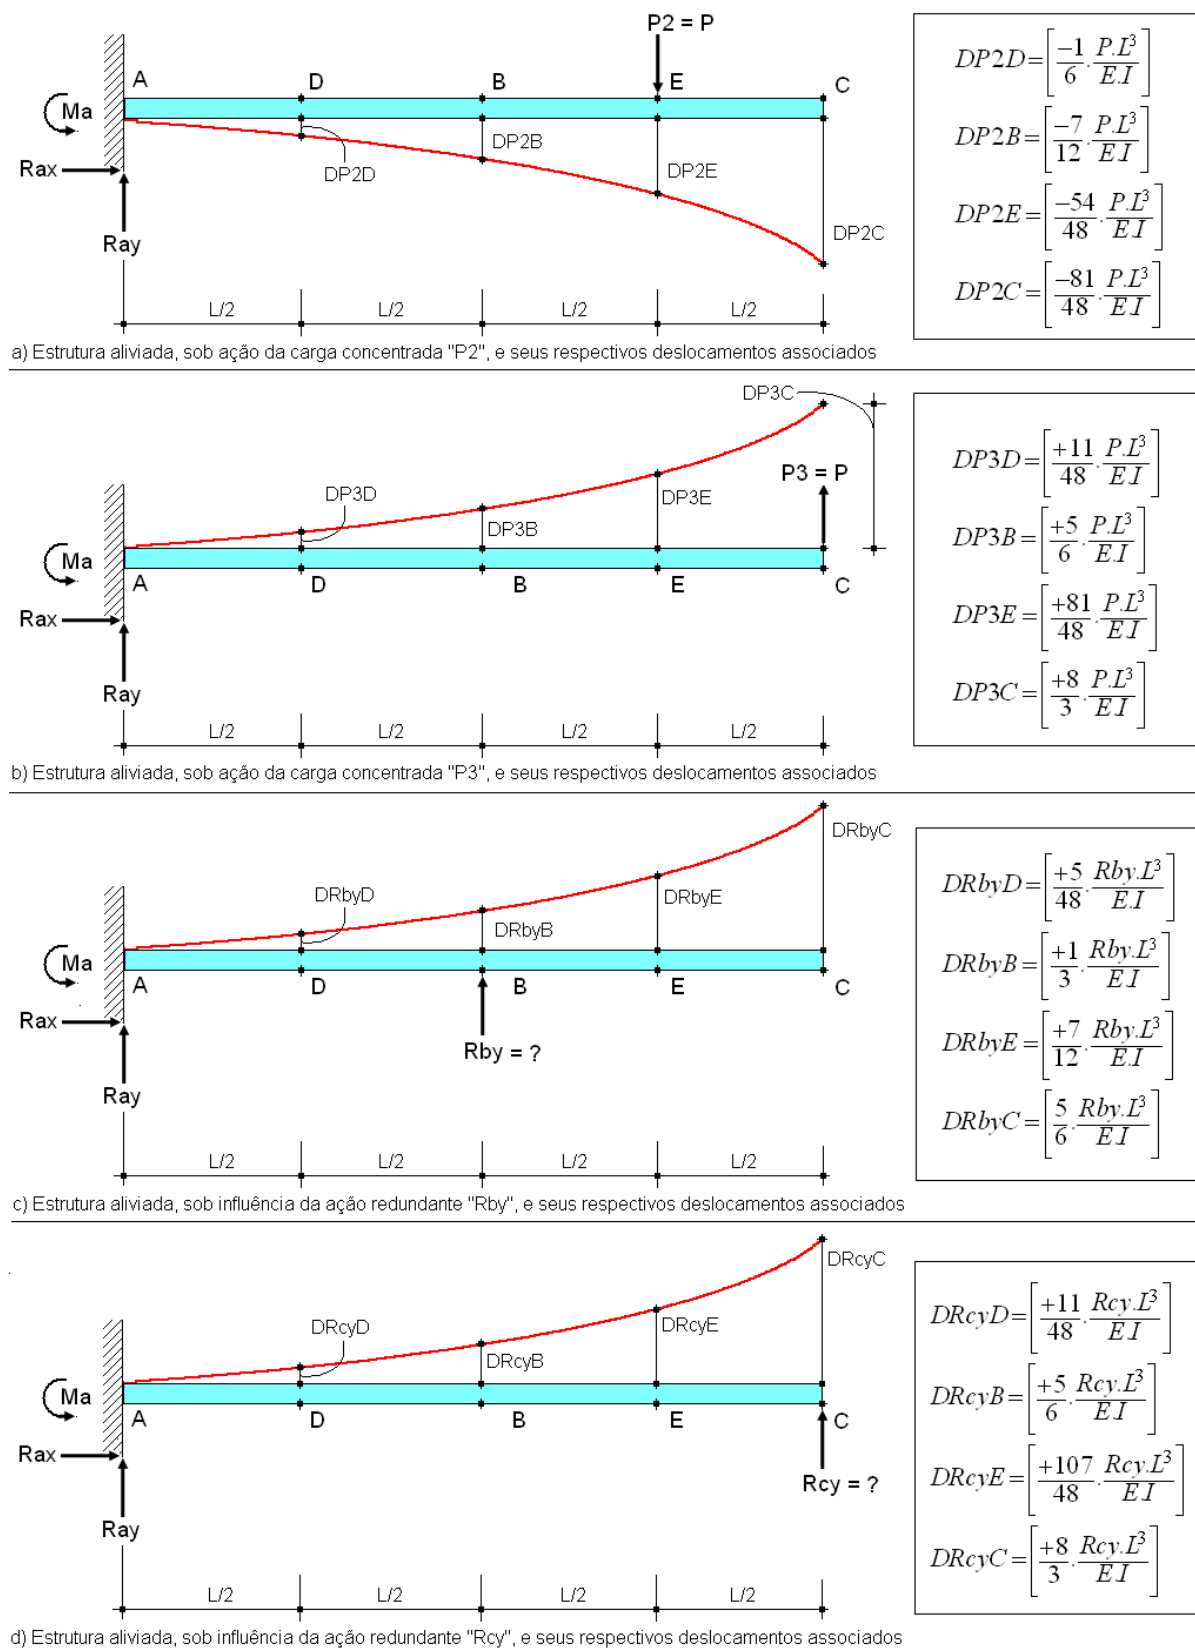 P2 = P
A D B E C
Ma
DP2B
Rax
DP2D
DP2E
Ray
DP2C
L/2 L/2 L/2 L/2
DP2D=[-1/6 . P.L³/E.I]
DP2B=[-7/12 . P.L³/E.I]
DP2E=[-54/48 . P.L³/E.I]
DP2C=[-81/48 . P.L³/E.I]
a) Estrutura aliviada, sob ação da carga concentrada "P2", e seus respectivos deslocamentos associados
DP3C
P3 = P
DP3D
DP3E
DP3B
Ma
A D B E C
Rax
Ray
L/2 L/2 L/2 L/2
DP3D=[+11/48 . P.L³/E.I]
DP3B=[+5/6 . P.L³/E.I]
DP3E=[+81/48 . P.L³/E.I]
DP3C=[+8/3 . P.L³/E.I]
b) Estrutura aliviada, sob ação da carga concentrada "P3", e seus respectivos deslocamentos associados
DRbyC
DRbyD
DRbyE
DRbyB
Ma
A D B E C
Rax
Rby = ?
Ray
L/2 L/2 L/2 L/2
DRbyD=[+5/48 . Rby.L³/E.I]
DRbyB=[+1/3 . Rby.L³/E.I]
DRbyE=[+7/12 . Rby.L³/E.I]
DRbyC=[5/6 . Rby.L³/E.I]
c) Estrutura aliviada, sob influência da ação redundante "Rby", e seus respectivos deslocamentos associados
DRcyC
DRcyD
DRcyE
DRcyB
Ma
A D B E C
Rax
Rcy = ?
Ray
L/2 L/2 L/2 L/2
DRcyD=[+11/48 . Rcy.L³/E.I]
DRcyB=[+5/6 . Rcy.L³/E.I]
DRcyE=[+107/48 . Rcy.L³/E.I]
DRcyC=[+8/3 . Rcy.L³/E.I]
d) Estrutura aliviada, sob influência da ação redundante "Rcy", e seus respectivos deslocamentos associados